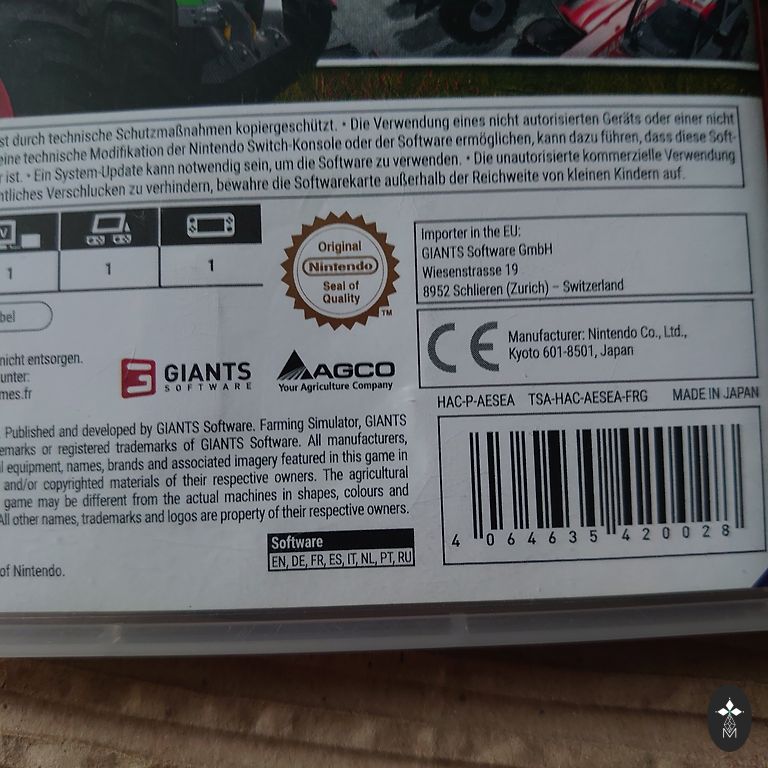 st durch technische Schutzmaßnahmen kopiergeschützt. • Die Verwendung eines nicht autorisierten Geräts oder einer nicht
eine technische Modifikation der Nintendo Switch-Konsole oder der Software ermöglichen, kann dazu führen, dass diese Soft-
r ist. • Ein System-Update kann notwendig sein, um die Software zu verwenden. • Die unautorisierte kommerzielle Verwendung
ntliches Verschlucken zu verhindern, bewahre die Softwarekarte außerhalb der Reichweite von kleinen Kindern auf.
V
1
1
1
bel
Original
Nintendo
Seal of
Quality
TM
Importer in the EU:
GIANTS Software GmbH
Wiesenstrasse 19
8952 Schlieren (Zurich) – Switzerland
CE
Manufacturer: Nintendo Co., Ltd.,
Kyoto 601-8501, Japan
nicht entsorgen.
unter:
mes.fr
GIANTS
SOFTWARE
AGCO
Your Agriculture Company
HAC-P-AESEA TSA-HAC-AESEA-FRG MADE IN JAPAN
Published and developed by GIANTS Software. Farming Simulator, GIANTS
emarks or registered trademarks of GIANTS Software. All manufacturers,
l equipment, names, brands and associated imagery featured in this game in
and/or copyrighted materials of their respective owners. The agricultural
game may be different from the actual machines in shapes, colours and
All other names, trademarks and logos are property of their respective owners.
4 064635 420028
Software
EN, DE, FR, ES, IT, NL, PT, RU
of Nintendo.
M